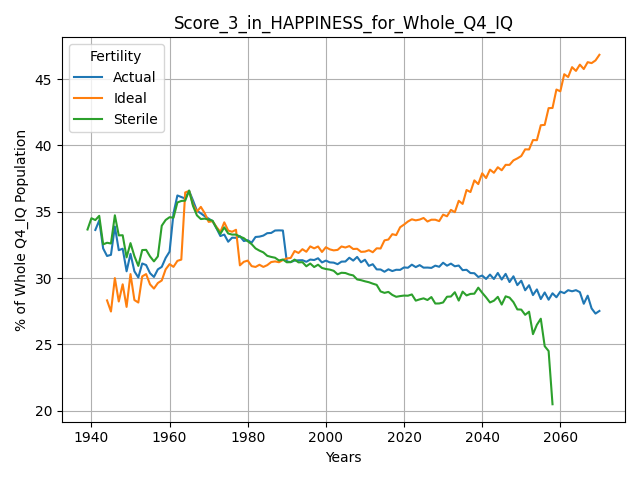 Score_3_in_HAPPINESS_for_Whole_Q4_IQ
Fertility
Actual
Ideal
Sterile
% of Whole Q4_IQ Population
45
40
35
30
25
20
1940
1960
1980
2000
2020
2040
2060
Years